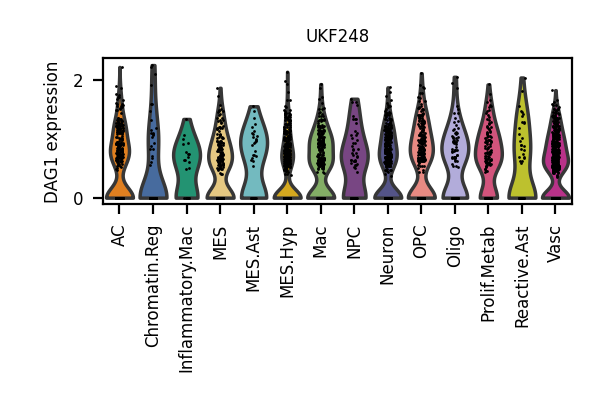 UKF248
DAG1 expression
2
0
AC
Chromatin.Reg
Inflammatory.Mac
MES
MES.Ast
MES.Hyp
Mac
NPC
Neuron
OPC
Oligo
Prolif.Metab
Reactive.Ast
Vasc